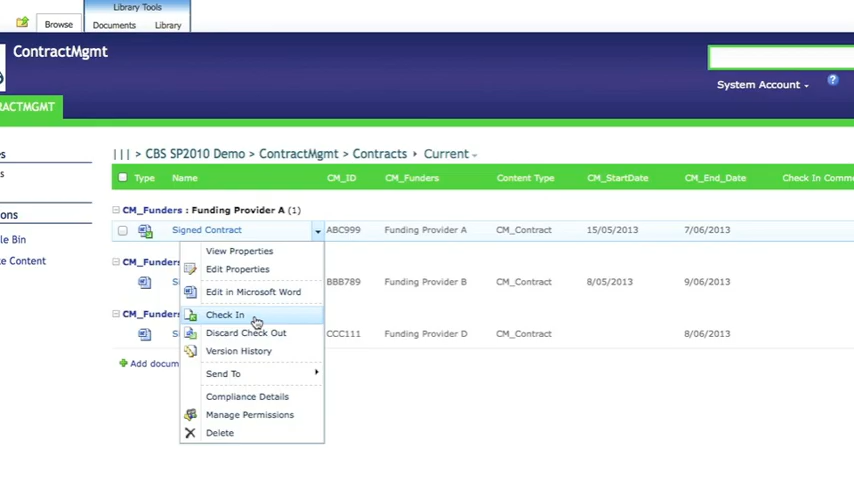 Library Tools
Browse Documents Library
ContractMgmt
System Account
RACTMGMT
||| > CBS SP2010 Demo > ContractMgmt > Contracts Current
Type Name CM_ID CM_Funders Content Type CM_StartDate CM_End_Date Check In Comme
CM_Funders : Funding Provider A (1)
Signed Contract ABC999 Funding Provider A CM_Contract 15/05/2013 7/06/2013
View Properties
CM_Funders
Edit Properties
BBB789 Funding Provider B CM_Contract 8/05/2013 9/06/2013
Edit in Microsoft Word
CM_Funders
Check In
CCC111 Funding Provider D CM_Contract 8/06/2013
Discard Check Out
Version History
Add docum
Send To
Compliance Details
Manage Permissions
Delete
le Bin
e Content